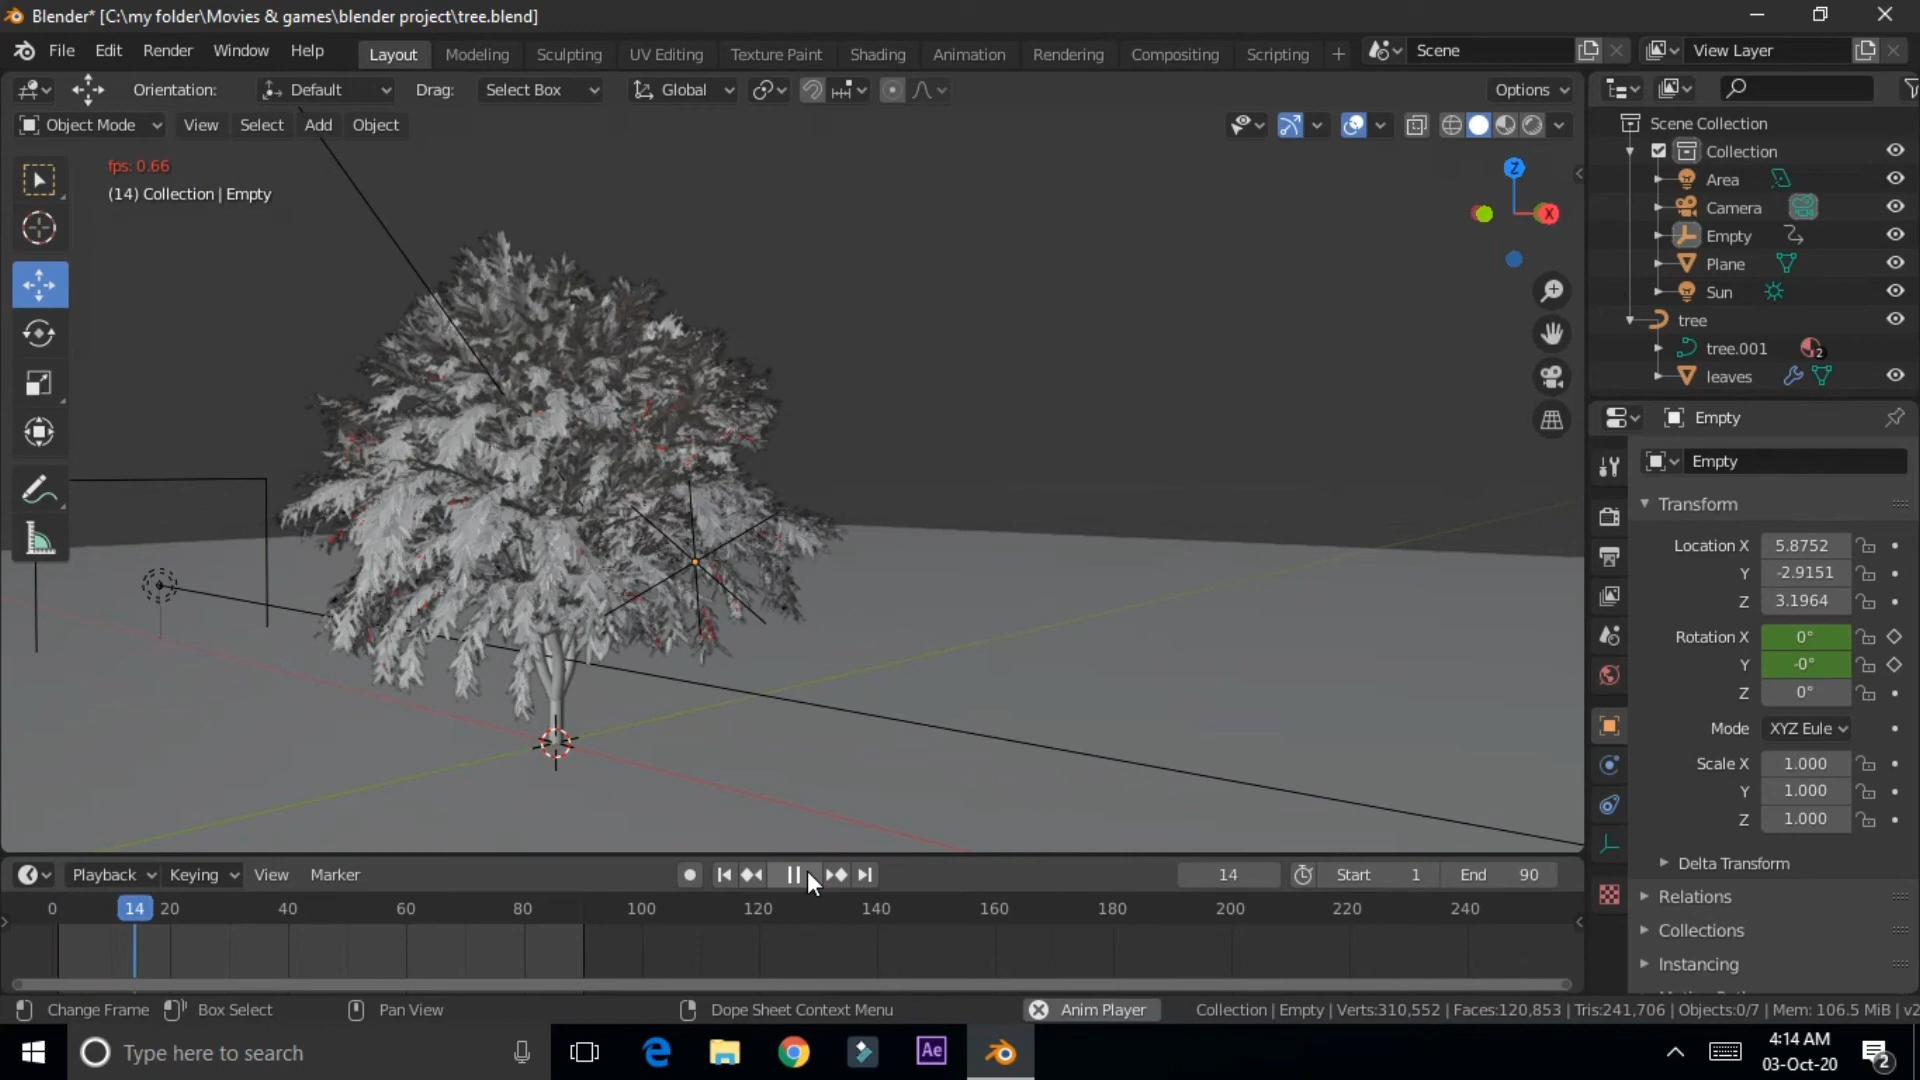 Blender* [C:\my folder\Movies & games\blender project\tree.blend]
File Edit Render Window Help Layout Modeling Sculpting UV Editing Texture Paint Shading Animation Rendering Compositing Scripting + Scene View Layer
Orientation: Default Drag: Select Box Global Options
Object Mode View Select Add Object
fps: 0.66
(14) Collection | Empty
Z
X
Scene Collection
Collection
Area
Camera
Empty
Plane
Sun
tree
tree.001 2
leaves
Empty
Empty
Transform
Location X 5.8752
Y -2.9151
Z 3.1964
Rotation X 0°
Y -0°
Z 0°
Mode XYZ Eule
Scale X 1.000
Y 1.000
Z 1.000
Delta Transform
Relations
Collections
Instancing
Playback Keying View Marker 14 Start 1 End 90
0 14 20 40 60 80 100 120 140 160 180 200 220 240
Change Frame Box Select Pan View Dope Sheet Context Menu Anim Player Collection | Empty | Verts:310,552 | Faces:120,853 | Tris:241,706 | Objects:0/7 | Mem: 106.5 MiB | v2
Type here to search Ae 4:14 AM
03-Oct-20 2